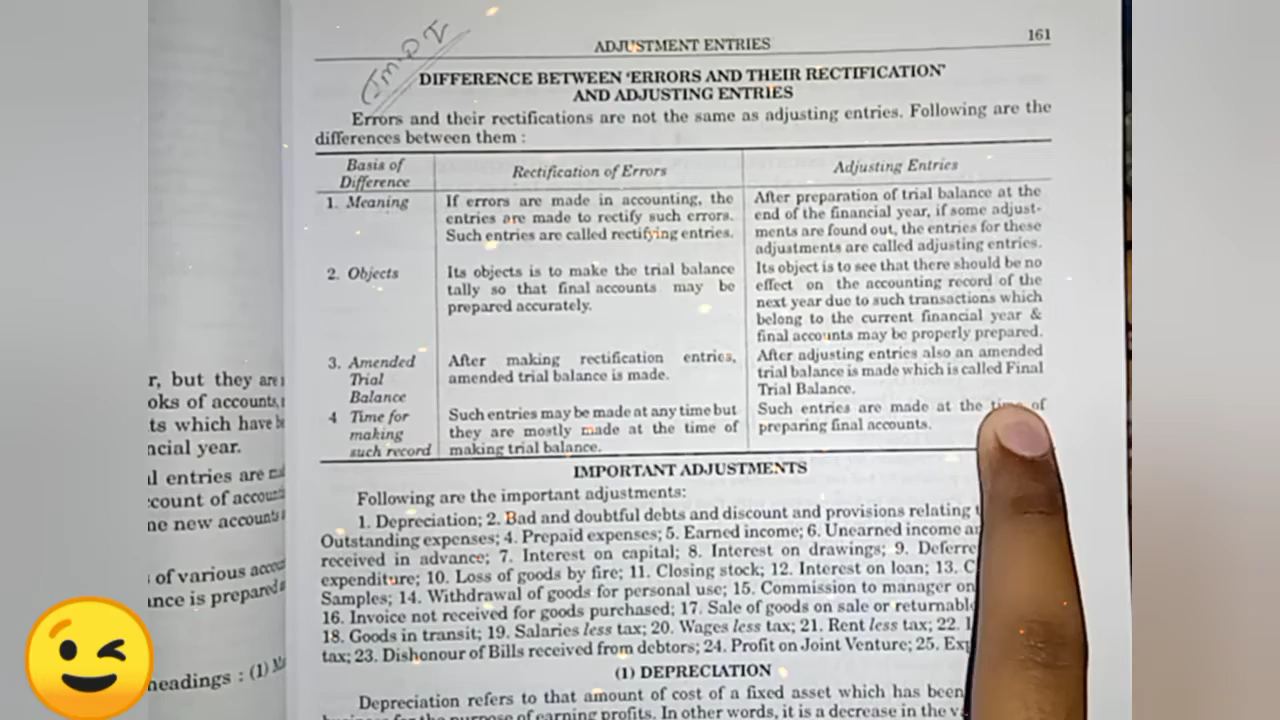 ADJUSTMENT ENTRIES
161
DIFFERENCE BETWEEN 'ERRORS AND THEIR RECTIFICATION'
AND ADJUSTING ENTRIES
Errors and their rectifications are not the same as adjusting entries. Following are the
differences between them :
Basis of Difference
Rectification of Errors
Adjusting Entries
1. Meaning
If errors are made in accounting, the
entries are made to rectify such errors.
Such entries are called rectifying entries.
After preparation of trial balance at the
end of the financial year, if some adjust-
ments are found out, the entries for these
adjustments are called adjusting entries.
2. Objects
Its objects is to make the trial balance
tally so that final accounts may be
prepared accurately.
Its object is to see that there should be no
effect on the accounting record of the
next year due to such transactions which
belong to the current financial year &
final accounts may be properly prepared.
3. Amended
Trial
Balance
After making rectification entries,
amended trial balance is made.
After adjusting entries also an amended
trial balance is made which is called Final
Trial Balance.
4 Time for
making
such record
Such entries may be made at any time but
they are mostly made at the time of
making trial balance.
Such entries are made at the time of
preparing final accounts.
IMPORTANT ADJUSTMENTS
Following are the important adjustments:
1. Depreciation; 2. Bad and doubtful debts and discount and provisions relating
Outstanding expenses; 4. Prepaid expenses; 5. Earned income; 6. Unearned income
received in advance; 7. Interest on capital; 8. Interest on drawings; 9.
expenditure; 10. Loss of goods by fire; 11. Closing stock; 12. Interest on loan; 13.
Samples; 14. Withdrawal of goods for personal use; 15. Commission to manager on
16. Invoice not received for goods purchased; 17. Sale of goods on sale or
18. Goods in transit; 19. Salaries less tax; 20. Wages less tax; 21. Rent less tax; 22.
tax; 23. Dishonour of Bills received from debtors; 24. Profit on Joint Venture; 25.
(1) DEPRECIATION
Depreciation refers to that amount of cost of a fixed asset which has been
purpose of earning profits. In other words, it is a decrease in the
r, but they are
oks of accounts,
ts which have
ncial year.
l entries are
count of
ne new accounts
of various
ance is prepared
headings : (1)